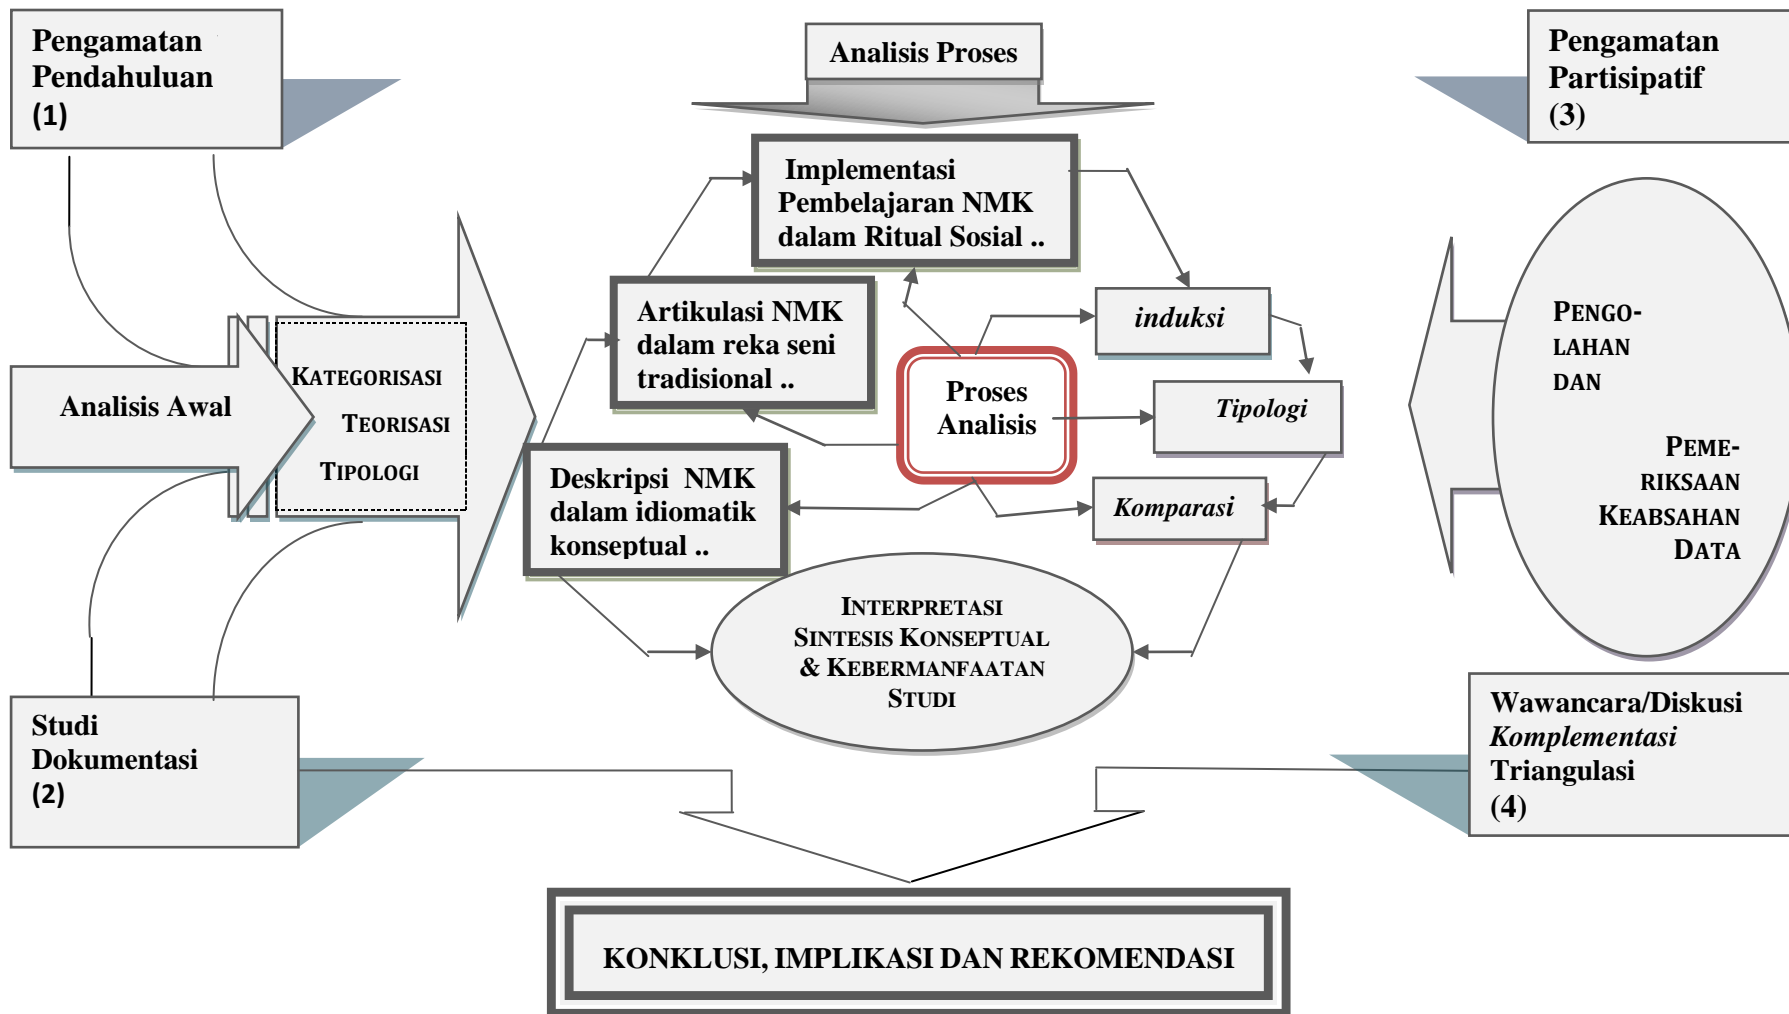 Pengamatan
Pendahuluan
(1)
Analisis Proses
Pengamatan
Partisipatif
(3)
Implementasi
Pembelajaran NMK
dalam Ritual Sosial ..
Artikulasi NMK
dalam reka seni
tradisional ..
induksi
Analisis Awal
KATEGORISASI
TEORISASI
TIPOLOGI
Proses
Analisis
Tipologi
PENGO-
LAHAN
DAN
PEME-
RIKSAAN
KEABSAHAN
DATA
Deskripsi NMK
dalam idiomatik
konseptual ..
Komparasi
INTERPRETASI
SINTESIS KONSEPTUAL
& KEBERMANFAATAN
STUDI
Studi
Dokumentasi
(2)
Wawancara/Diskusi
Komplementasi
Triangulasi
(4)
KONKLUSI, IMPLIKASI DAN REKOMENDASI